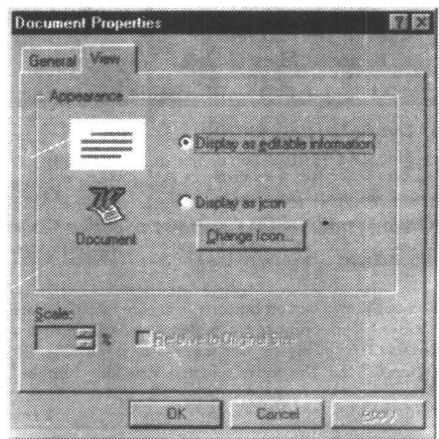 Document Properties
General View
Appearance
Display as editable information
Display as icon
Document
Change Icon...
Scale:
%
Relative to Original Size
OK Cancel Apply